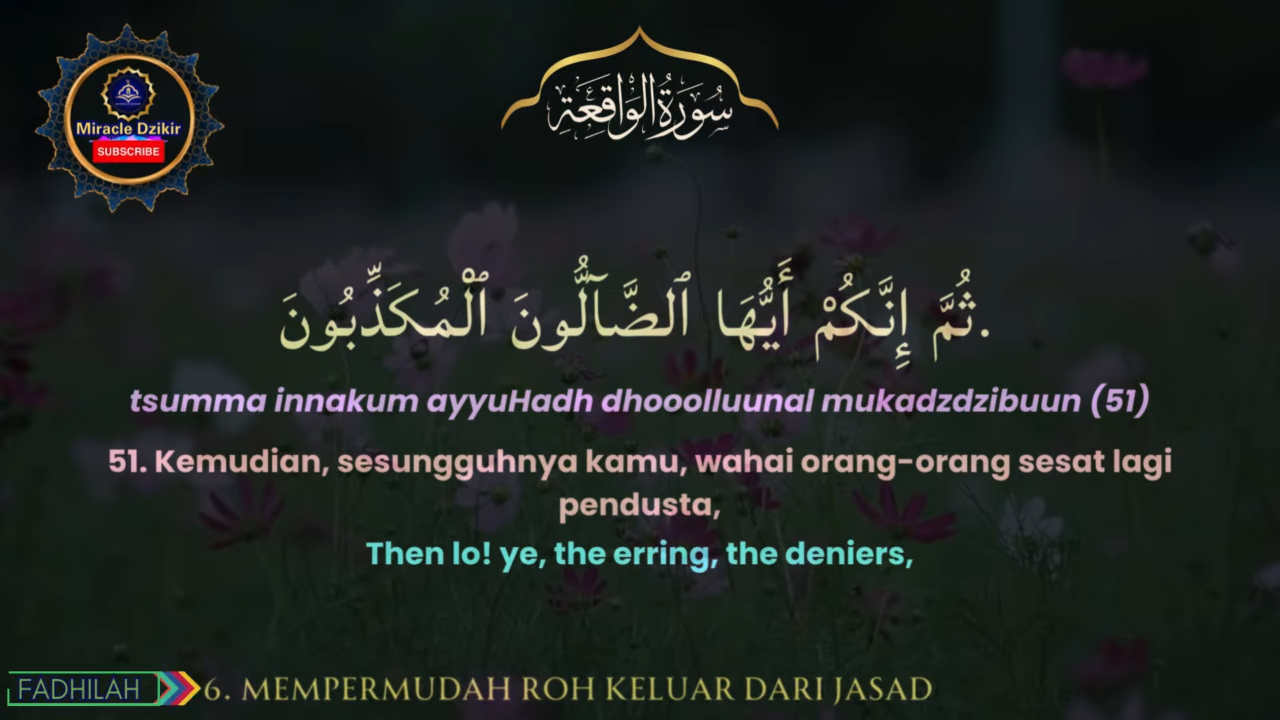 Miracle Dzikir
SUBSCRIBE
سُورَةُ الْوَاقِعَةِ
ثُمَّ إِنَّكُمْ أَيُّهَا ٱلضَّآلُّونَ ٱلْمُكَذِّبُونَ.
tsumma innakum ayyuHadh dhooolluunal mukadzdzibuun (51)
51. Kemudian, sesungguhnya kamu, wahai orang-orang sesat lagi
pendusta,
Then lo! ye, the erring, the deniers,
FADHILAH 6. MEMPERMUDAH ROH KELUAR DARI JASAD